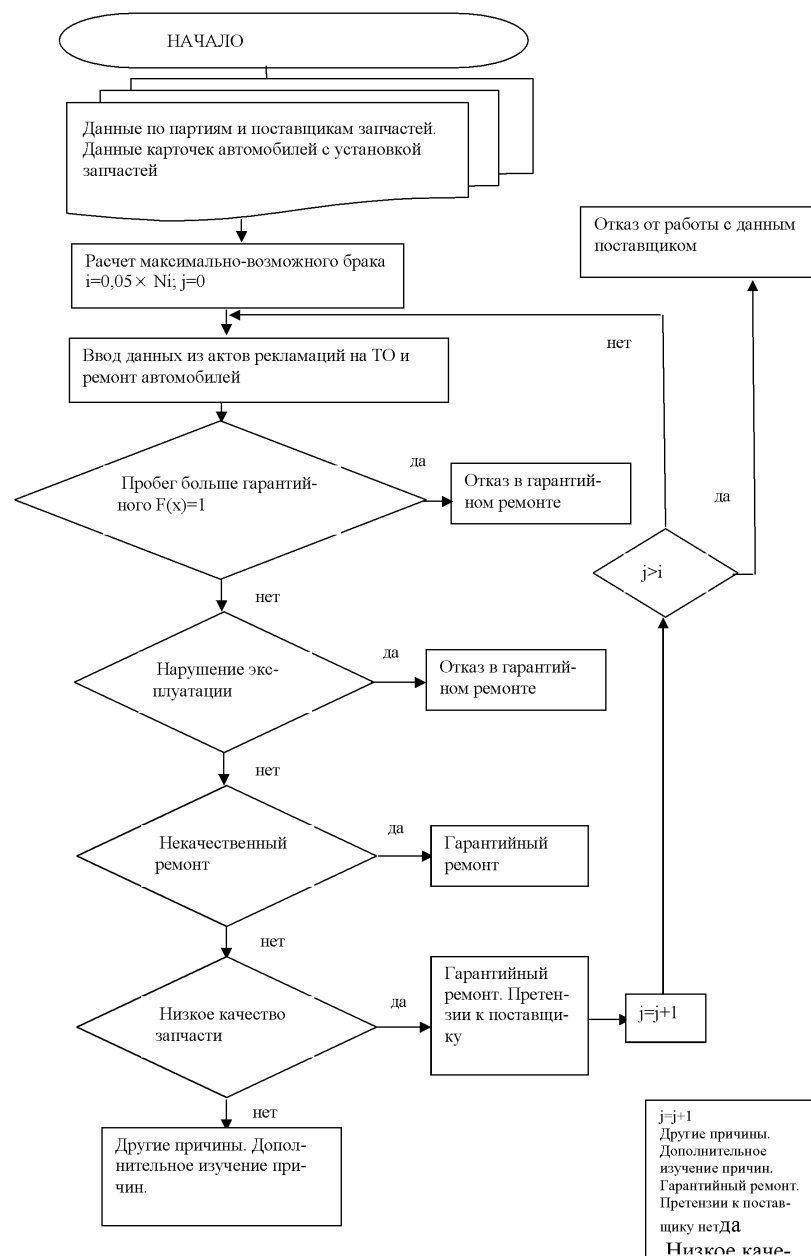 НАЧАЛО
Данные по партиям и поставщикам запчастей.
Данные карточек автомобилей с установкой
запчастей
Отказ от работы с данным
поставщиком
Расчет максимально-возможного брака
i=0,05× Ni; j=0
нет
Ввод данных из актов рекламаций на ТО и
ремонт автомобилей
да
Пробег больше гарантий-
ного F(x)=1
Отказ в гарантий-
ном ремонте
да
j>i
нет
Нарушение экс-
плуатации
да
Отказ в гарантий-
ном ремонте
нет
Некачественный
ремонт
да
Гарантийный
ремонт
нет
Низкое качество
запчасти
да
Гарантийный
ремонт. Претен-
зии к поставщи-
ку
j=j+1
нет
Другие причины. Допол-
нительное изучение при-
чин.
j=j+1
Другие причины.
Дополнительное
изучение причин.
Гарантийный ремонт.
Претензии к постав-
щику нетда
Низкое каче-